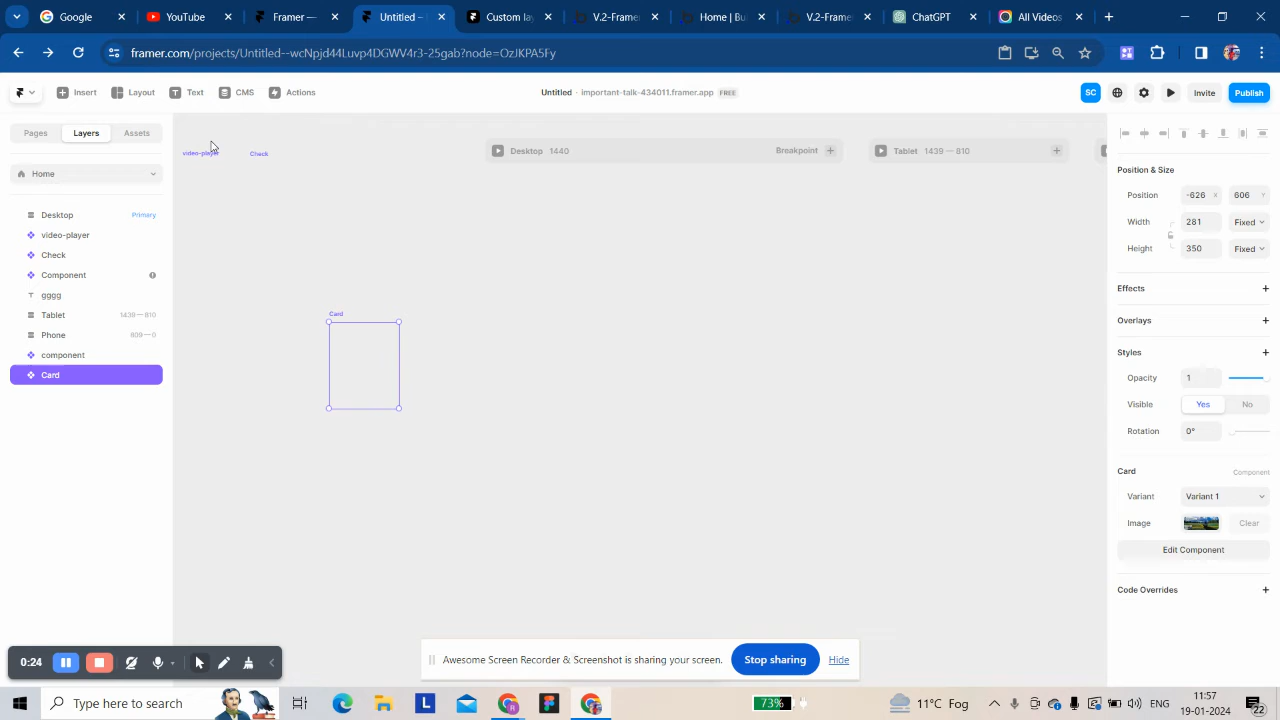 YouTube
Framer —
Untitled –
Custom lay
V.2-Framer
Home | Bu
V.2-Framer
ChatGPT
All Videos
framer.com/projects/Untitled--wcNpjd44Luvp4DGWV4r3-25gab?node=OzJKPA5Fy
Insert
Layout
Text
CMS
Actions
Untitled · important-talk-434011.framer.app FREE
SC
Invite
Publish
Pages
Layers
Assets
Home
Desktop Primary
video-player
Check
Component
gggg
Tablet 1439 — 810
Phone 809 — 0
component
Card
video-player
Check
Desktop 1440
Breakpoint
Tablet 1439 — 810
Card
Position & Size
Position -626 X 606 Y
Width 281 Fixed
Height 350 Fixed
Effects
Overlays
Styles
Opacity 1
Visible Yes No
Rotation 0°
Card Component
Variant Variant 1
Image Clear
Edit Component
Code Overrides
0:24
Awesome Screen Recorder & Screenshot is sharing your screen.
Stop sharing
Hide
Type here to search
73%
11°C Fog
ENG
11:57
19-01-2024
22